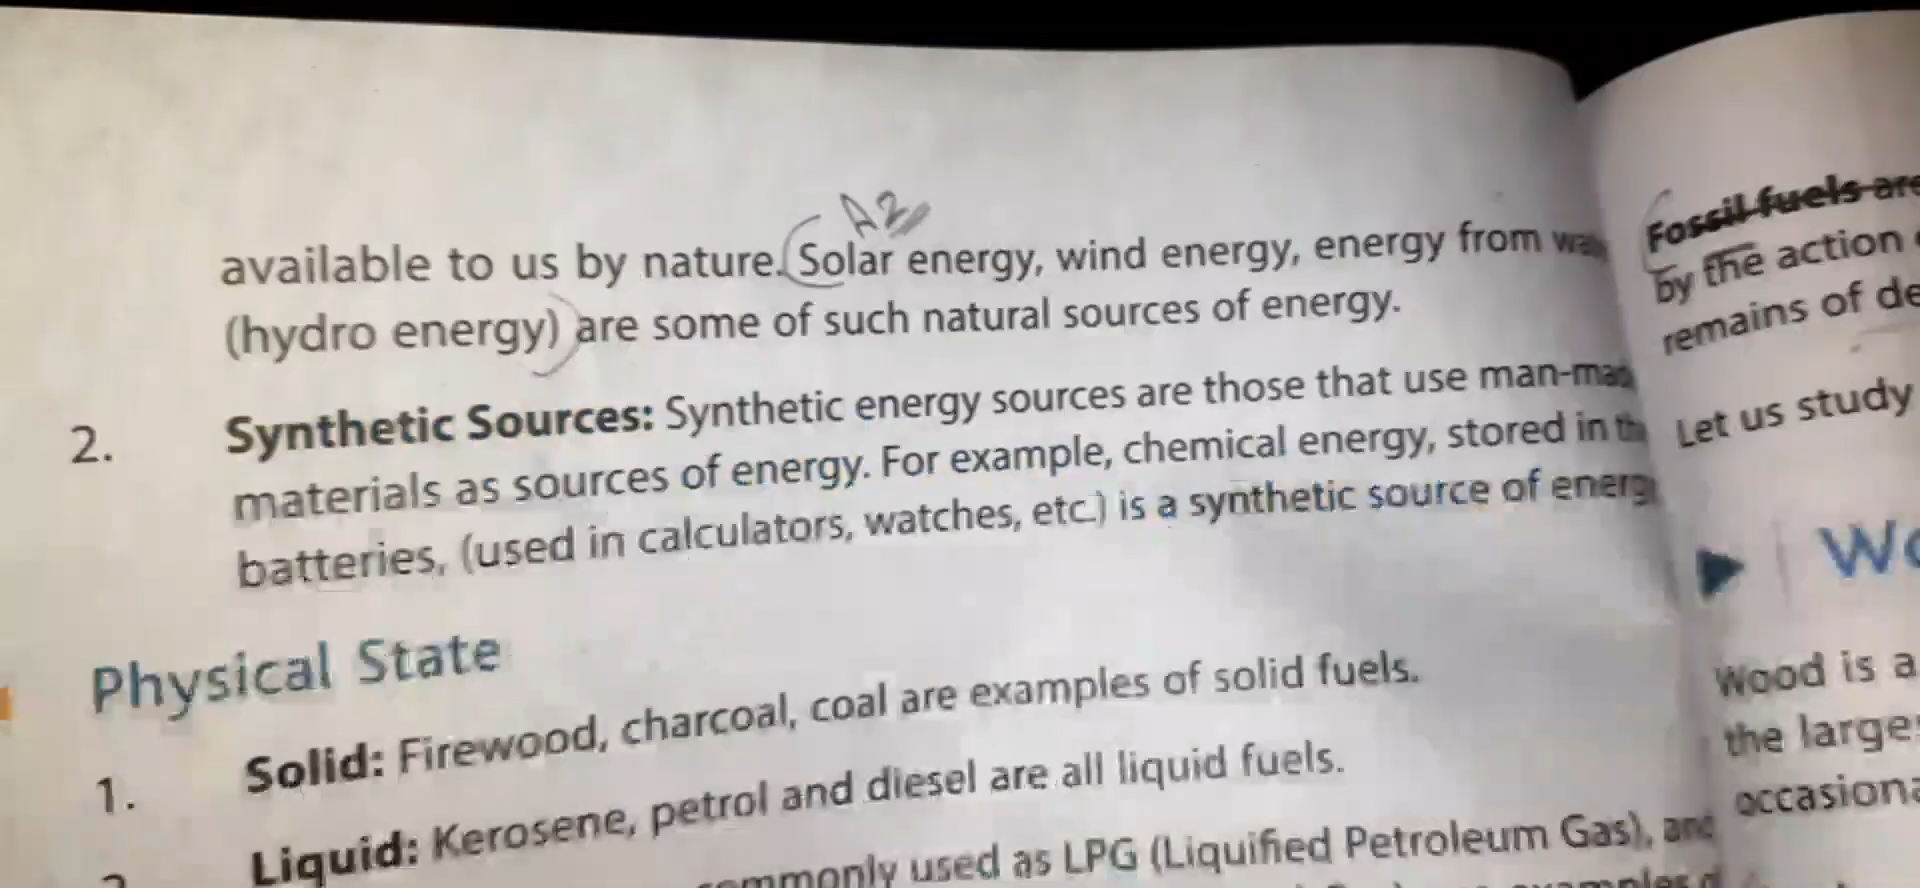 A2
available to us by nature. Solar energy, wind energy, energy from
(hydro energy) are some of such natural sources of energy.
2. Synthetic Sources: Synthetic energy sources are those that use
materials as sources of energy. For example, chemical energy, stored in
batteries, (used in calculators, watches, etc.) is a synthetic source of
Physical State
1. Solid: Firewood, charcoal, coal are examples of solid fuels.
Liquid: Kerosene, petrol and diesel are all liquid fuels.
commonly used as LPG (Liquified Petroleum Gas), and
Fossil fuels are
by the action
remains of
Let us study
Wood is a
the